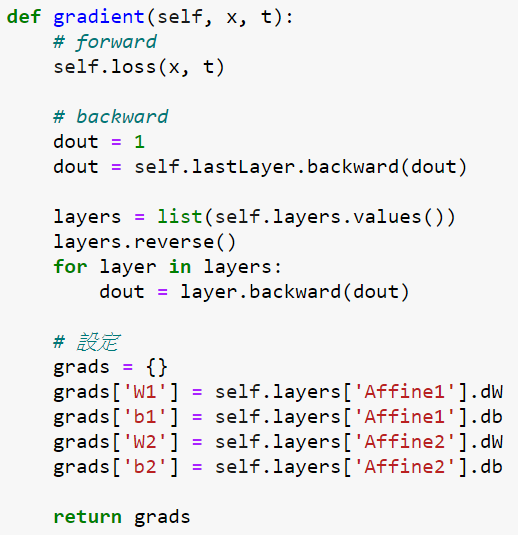 def gradient(self, x, t):
    # forward
    self.loss(x, t)

    # backward
    dout = 1
    dout = self.lastLayer.backward(dout)

    layers = list(self.layers.values())
    layers.reverse()
    for layer in layers:
        dout = layer.backward(dout)

    # 設定
    grads = {}
    grads['W1'] = self.layers['Affine1'].dW
    grads['b1'] = self.layers['Affine1'].db
    grads['W2'] = self.layers['Affine2'].dW
    grads['b2'] = self.layers['Affine2'].db

    return grads